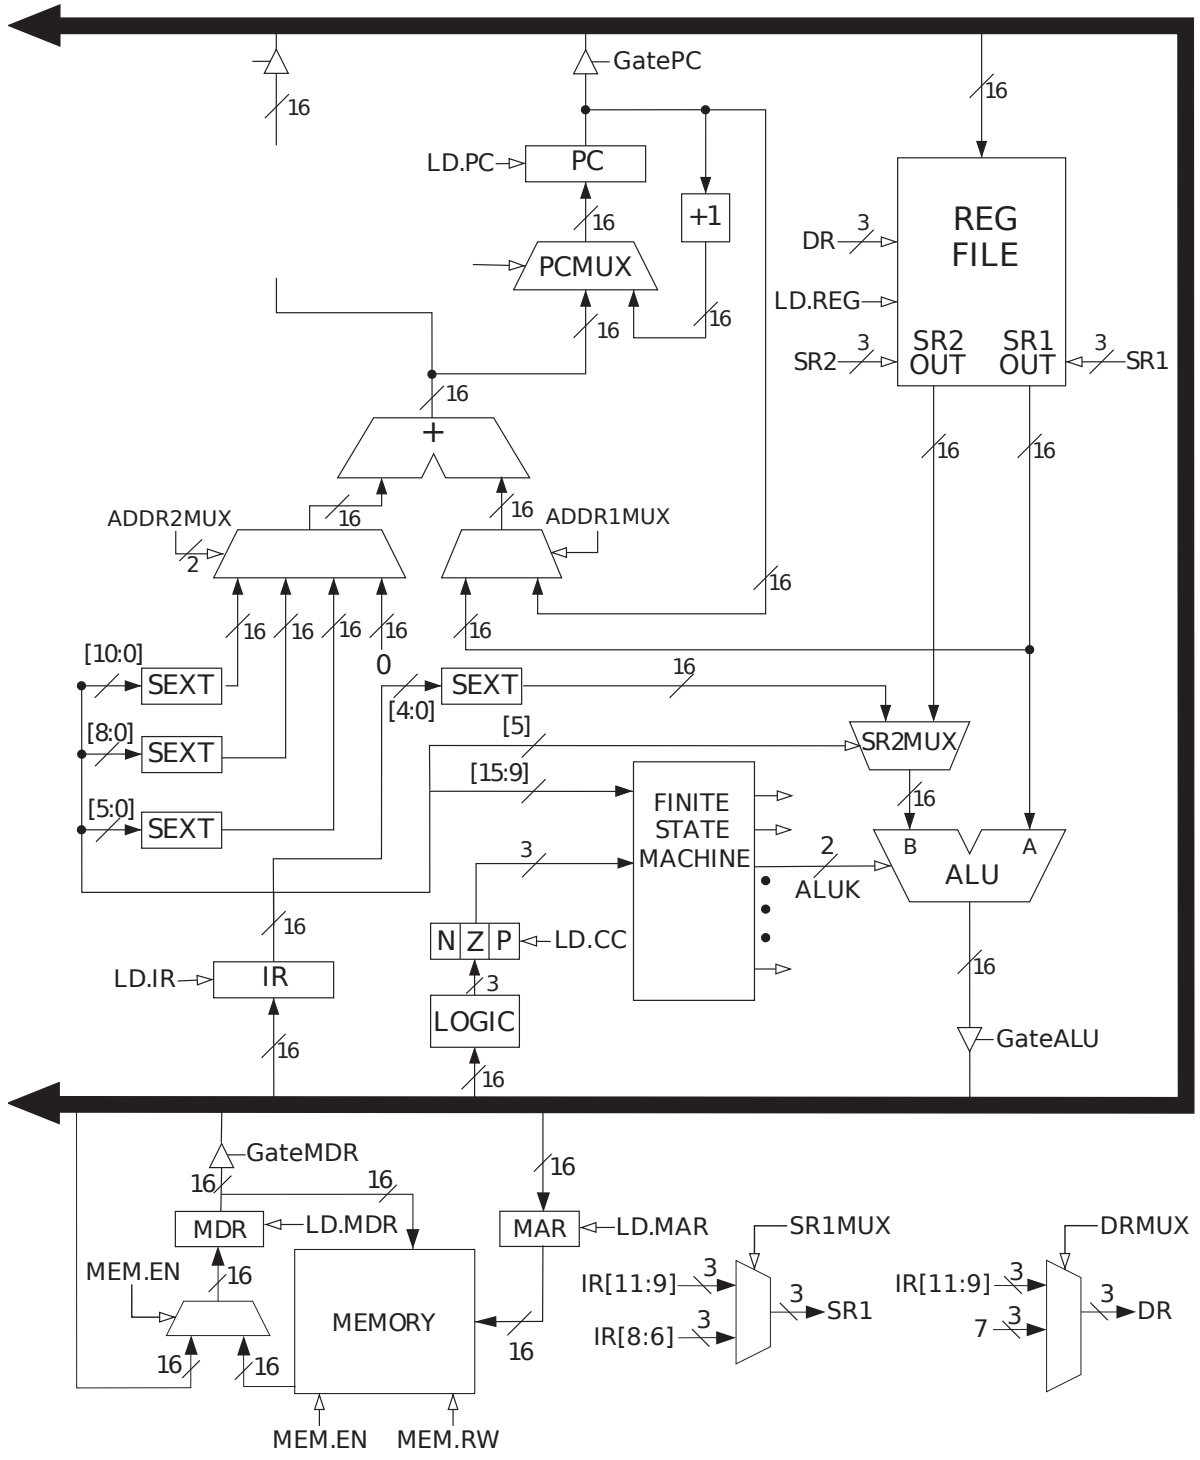 GatePC
16
16
LD.PC
PC
+1
16
PCMUX
16
16
REG
FILE
DR
3
LD.REG
SR2
3
SR2
OUT
SR1
OUT
3
SR1
16
+
16
16
16
16
ADDR2MUX
2
ADDR1MUX
16
16
16
16
16
16
0
[10:0]
SEXT
[8:0]
SEXT
[5:0]
SEXT
[4:0]
SEXT
16
[5]
SR2MUX
[15:9]
16
FINITE
STATE
MACHINE
3
2
ALUK
B
A
ALU
16
N Z P
LD.CC
3
LOGIC
16
16
LD.IR
IR
16
16
GateALU
GateMDR
16
16
MDR
LD.MDR
16
MAR
LD.MAR
MEM.EN
16
16
16
MEMORY
16
MEM.EN
MEM.RW
SR1MUX
IR[11:9]
3
IR[8:6]
3
3
SR1
DRMUX
IR[11:9]
3
7
3
3
DR